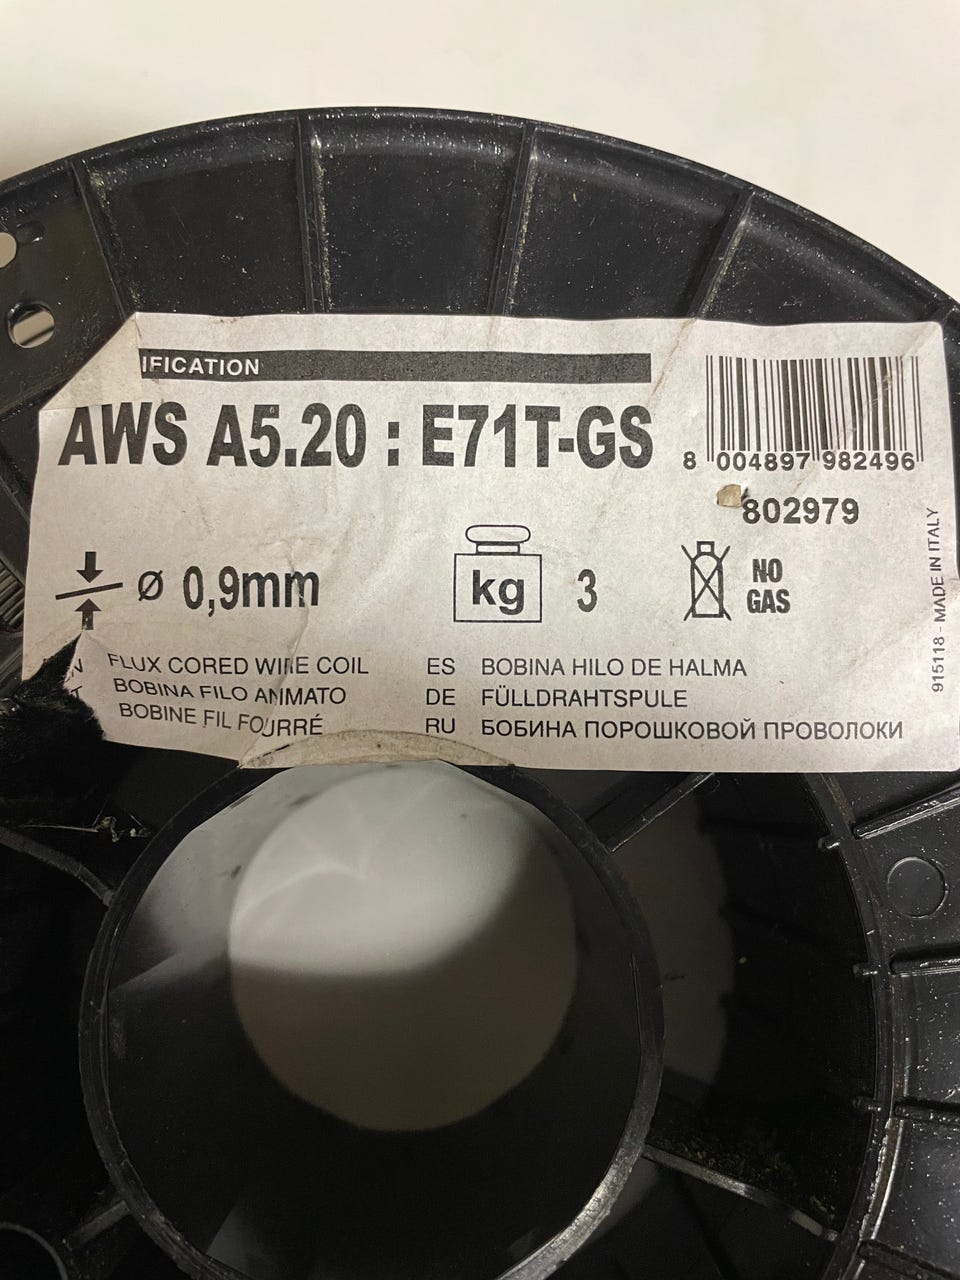 IFICATION
AWS A5.20 : E71T-GS
8 004897 982496
802979
Ø 0,9mm
kg 3
NO
GAS
915118 - MADE IN ITALY
FLUX CORED WIRE COIL
BOBINA FILO ANIMATO
BOBINE FIL FOURRÉ
ES BOBINA HILO DE HALMA
DE FÜLLDRAHTSPULE
RU БОБИНА ПОРОШКОВОЙ ПРОВОЛОКИ